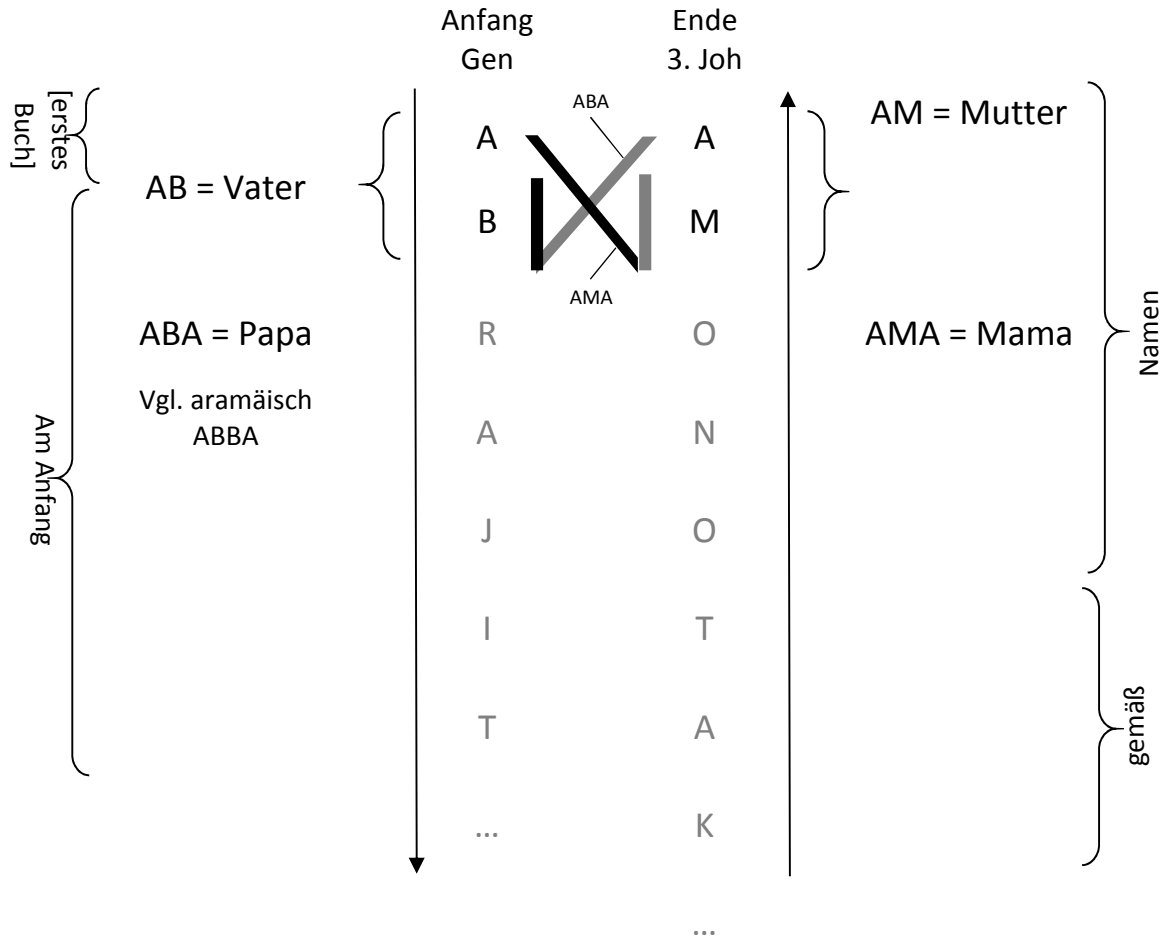 Anfang
Gen
Ende
3. Joh
[erstes
Buch]
ABA
AM = Mutter
A
A
AB = Vater
B
M
AMA
ABA = Papa
R
O
AMA = Mama
Namen
Vgl. aramäisch
ABBA
A
N
Am Anfang
J
O
I
T
T
A
gemäß
...
K
...